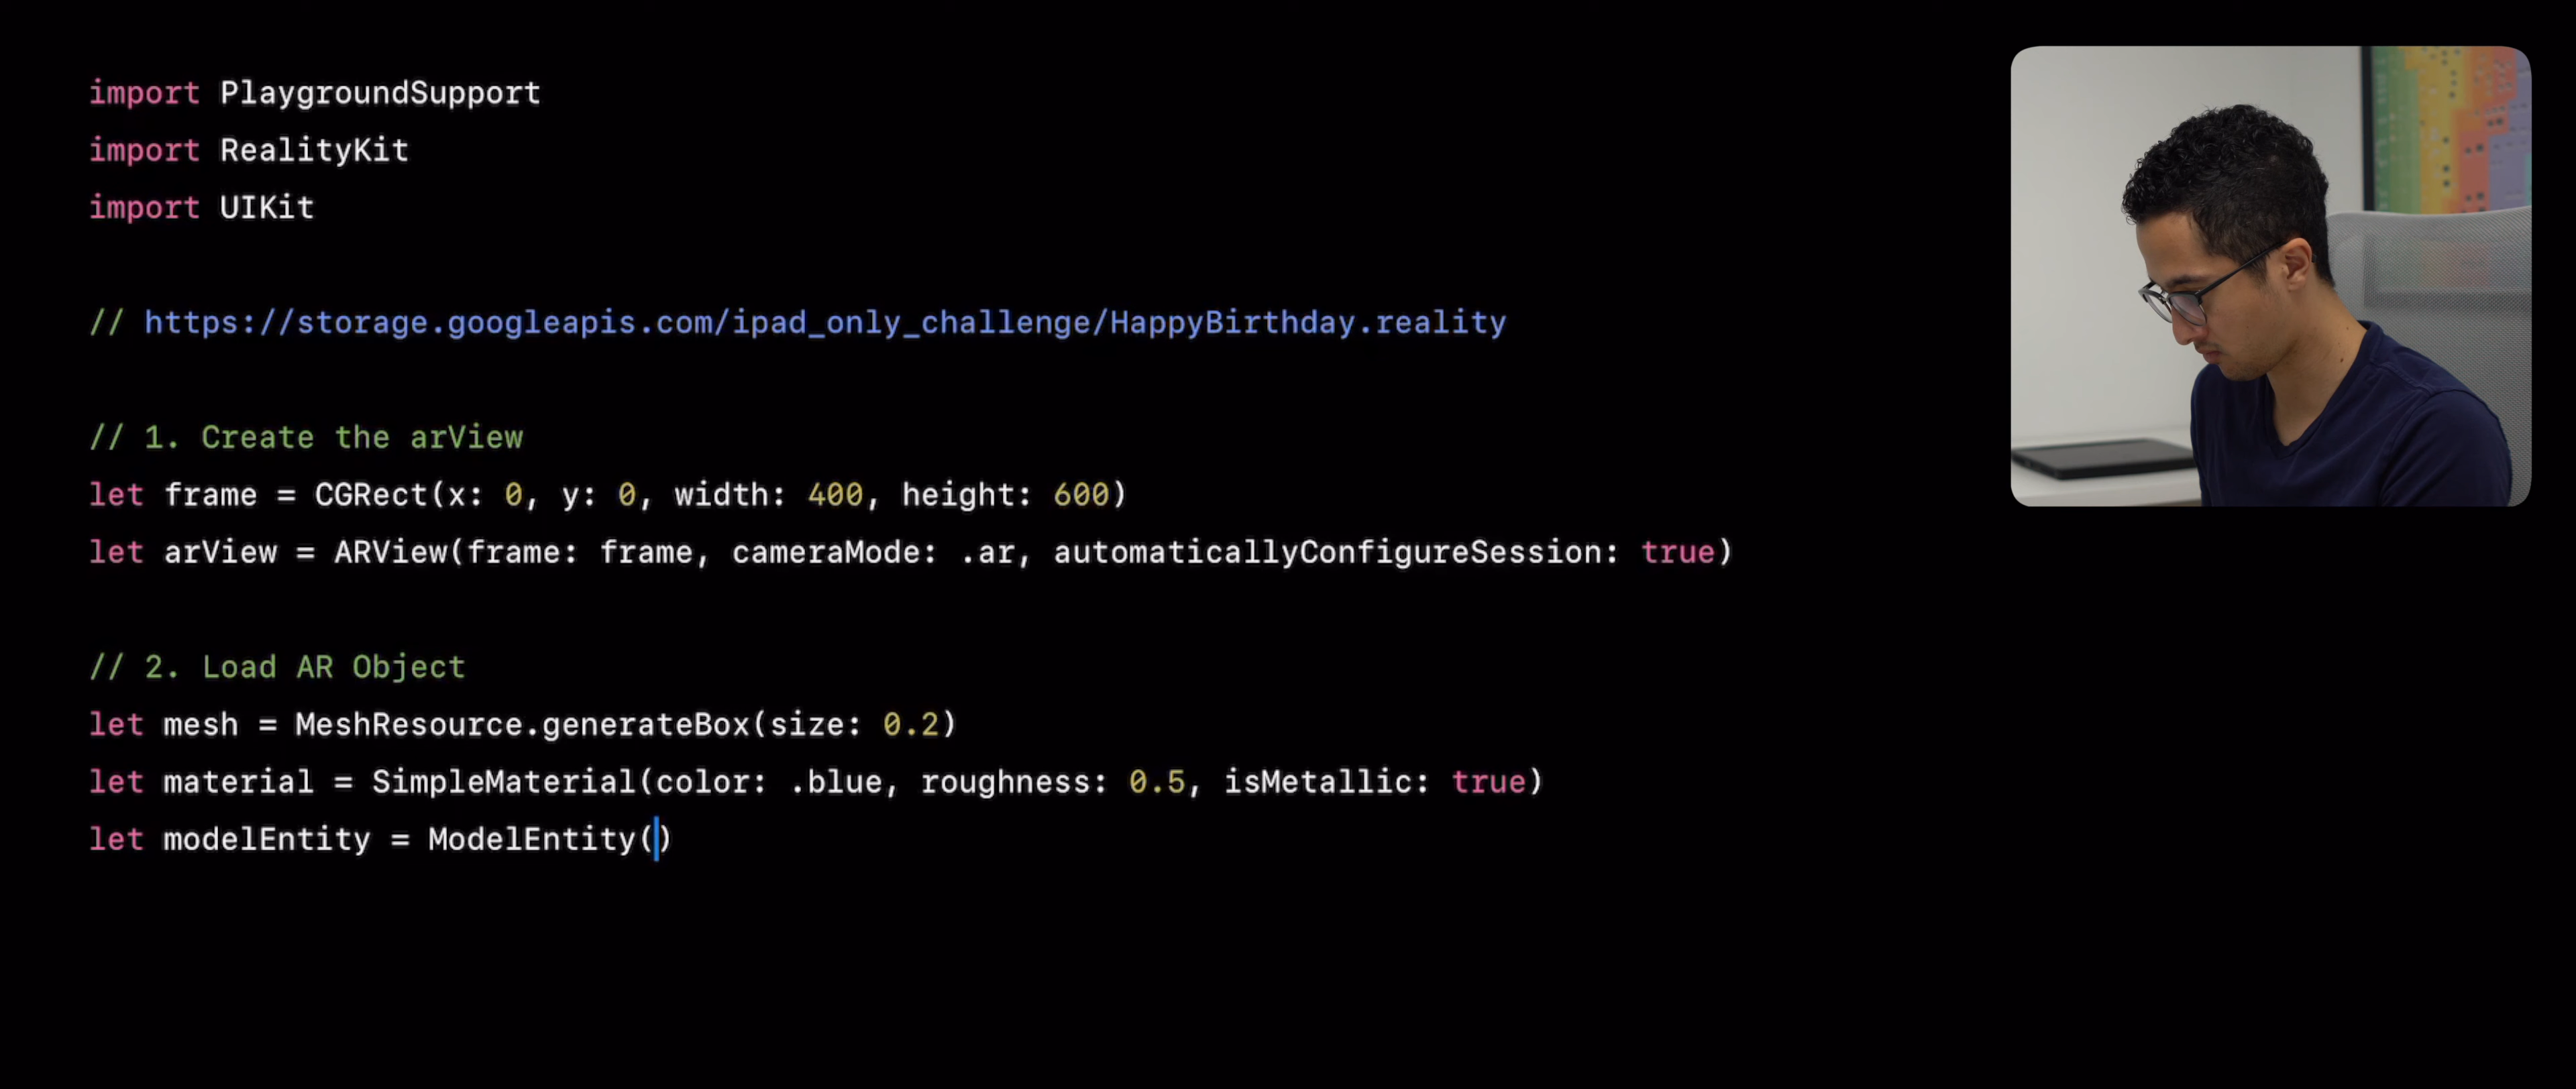 import PlaygroundSupport
import RealityKit
import UIKit
// https://storage.googleapis.com/ipad_only_challenge/HappyBirthday.reality
// 1. Create the arView
let frame = CGRect(x: 0, y: 0, width: 400, height: 600)
let arView = ARView(frame: frame, cameraMode: .ar, automaticallyConfigureSession: true)
// 2. Load AR Object
let mesh = MeshResource.generateBox(size: 0.2)
let material = SimpleMaterial(color: .blue, roughness: 0.5, isMetallic: true)
let modelEntity = ModelEntity()